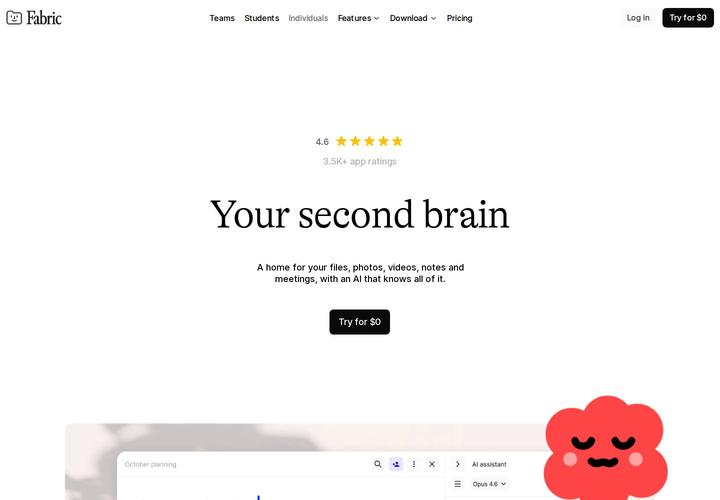 Fabric
Teams Students Individuals Features Download Pricing
Log in Try for $0
4.6
3.5K+ app ratings
Your second brain
A home for your files, photos, videos, notes and
meetings, with an AI that knows all of it.
Try for $0
October planning
AI assistant
Opus 4.6